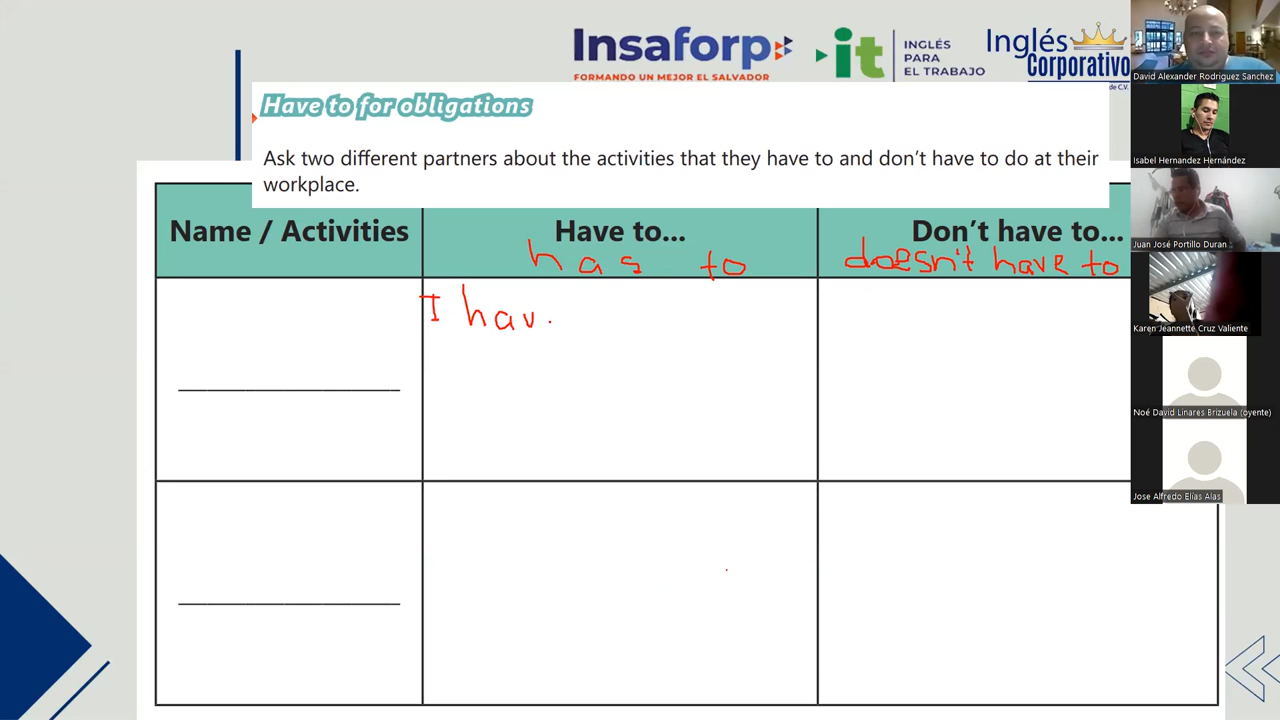 Insaforp
FORMANDO UN MEJOR EL SALVADOR
it
INGLÉS
PARA
EL TRABAJO
Inglés
Corporativo
de C.V.
Have to for obligations
Ask two different partners about the activities that they have to and don't have to do at their
workplace.
Name / Activities
Have to...
Don't have to...
has to
doesn't have to
I hav
David Alexander Rodriguez Sanchez
Isabel Hernandez Hernández
Juan José Portillo Duran
Karen Jeannette Cruz Valiente
Noé David Linares Brizuela (oyente)
Jose Alfredo Elías Alas